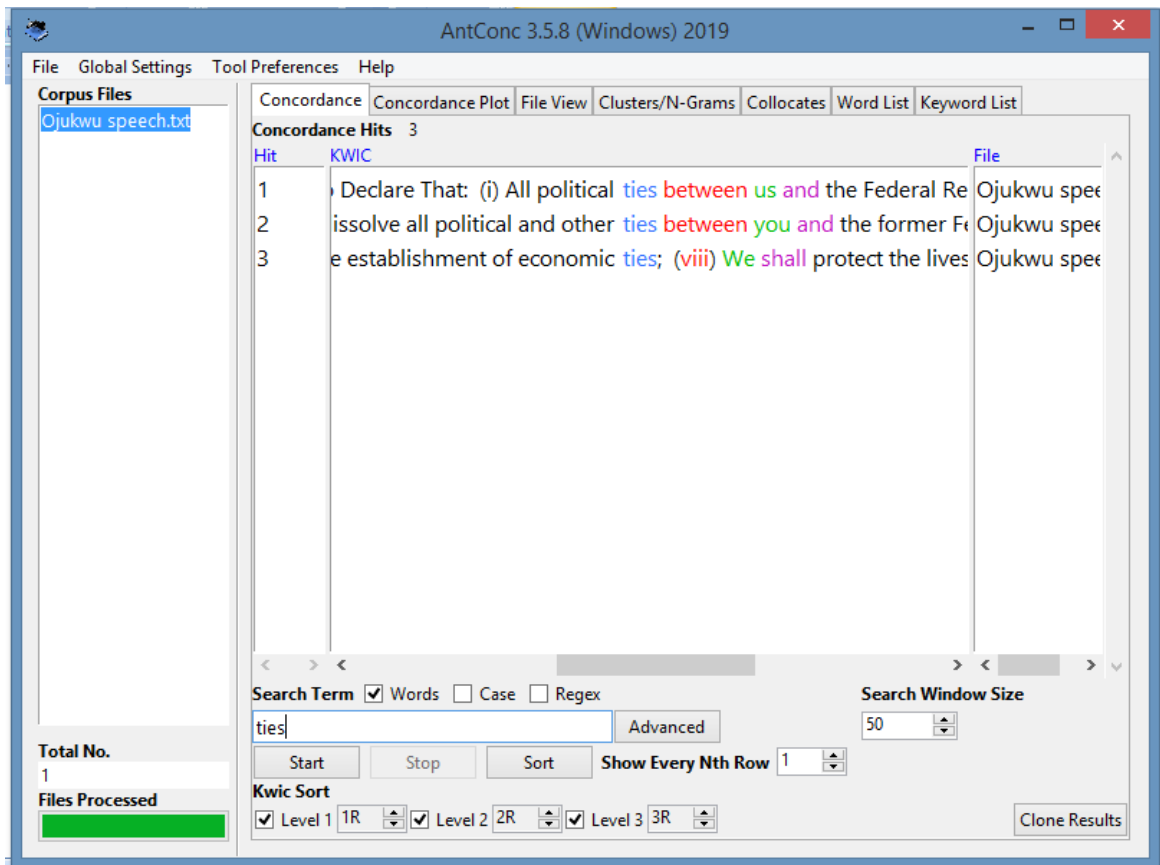 AntConc 3.5.8 (Windows) 2019
File Global Settings Tool Preferences Help
Corpus Files
Ojukwu speech.txt
Concordance Concordance Plot File View Clusters/N-Grams Collocates Word List Keyword List
Concordance Hits 3
Hit KWIC File
1 Declare That: (i) All political ties between us and the Federal Re Ojukwu spee
2 issolve all political and other ties between you and the former Fe Ojukwu spee
3 e establishment of economic ties; (viii) We shall protect the lives Ojukwu spee
Search Term Words Case Regex Search Window Size
ties Advanced 50
Total No.
1
Start Stop Sort Show Every Nth Row 1
Files Processed
Kwic Sort
Level 1 1R Level 2 2R Level 3 3R Clone Results